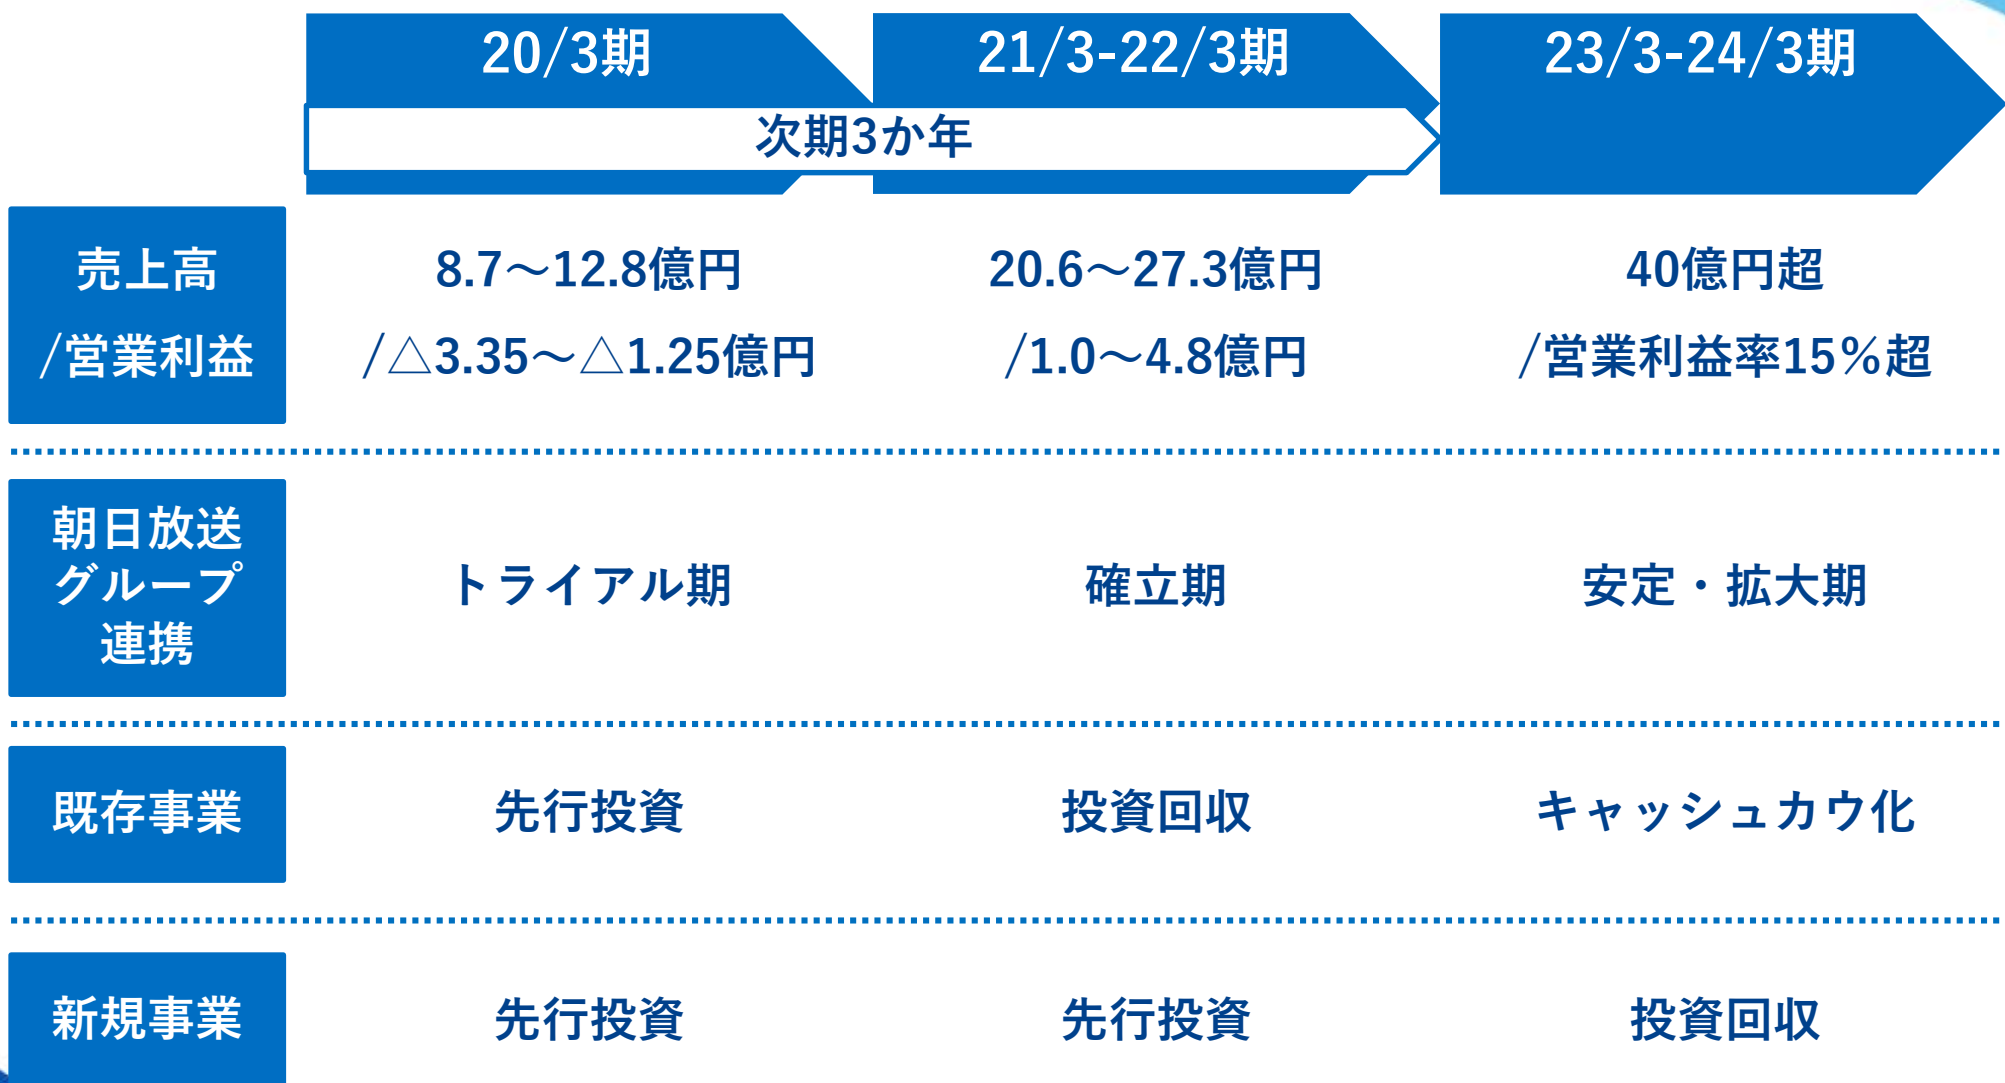 20/3期
21/3-22/3期
23/3-24/3期
次期3か年
売上高
/営業利益
8.7～12.8億円
/△3.35～△1.25億円
20.6～27.3億円
/1.0～4.8億円
40億円超
/営業利益率15%超
朝日放送
グループ
連携
トライアル期
確立期
安定・拡大期
既存事業
先行投資
投資回収
キャッシュカウ化
新規事業
先行投資
先行投資
投資回収